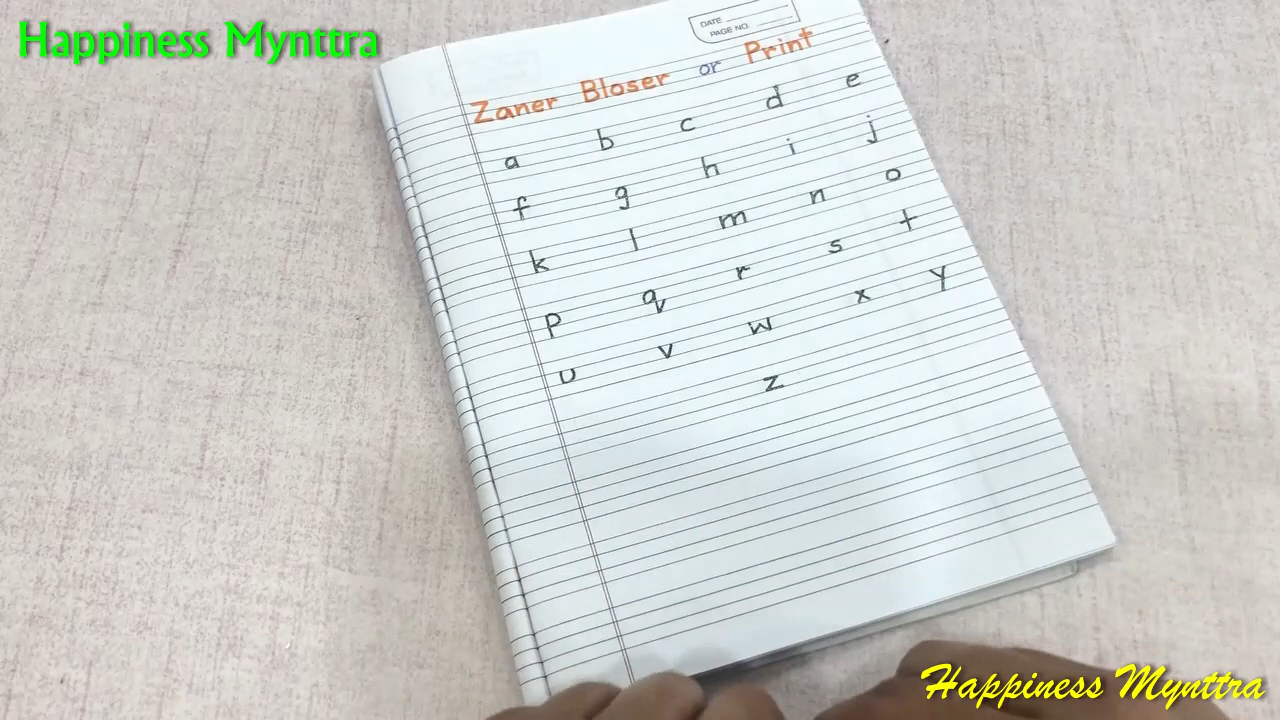 Happiness Mynttra
DATE
PAGE NO.
Zaner Bloser or Print
a b c d e
f g h i j
k l m n o
p q r s t
u v w x y
z
Happiness Mynttra